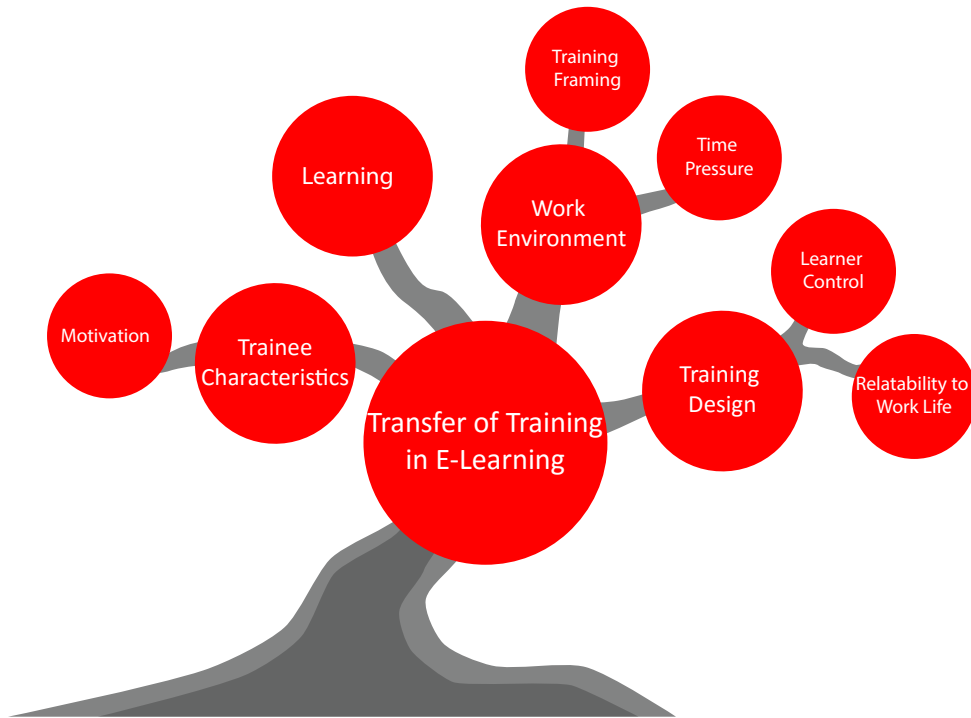 Training
Framing
Time
Pressure
Learning
Work
Environment
Learner
Control
Motivation
Trainee
Characteristics
Training
Design
Relatability to
Work Life
Transfer of Training
in E-Learning